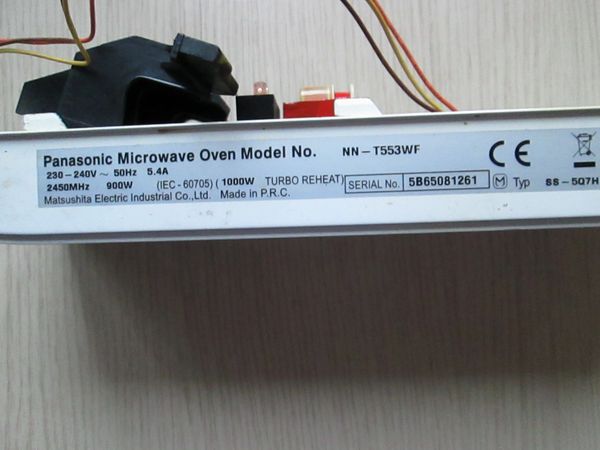 Panasonic Microwave Oven Model No. NN-T553WF
230-240V ~ 50Hz 5.4A
2450MHz 900W (IEC-60705) (1000W TURBO REHEAT) SERIAL No. 5B65081261 M Typ SS-5Q7H
Matsushita Electric Industrial Co.,Ltd. Made in P.R.C.
CE